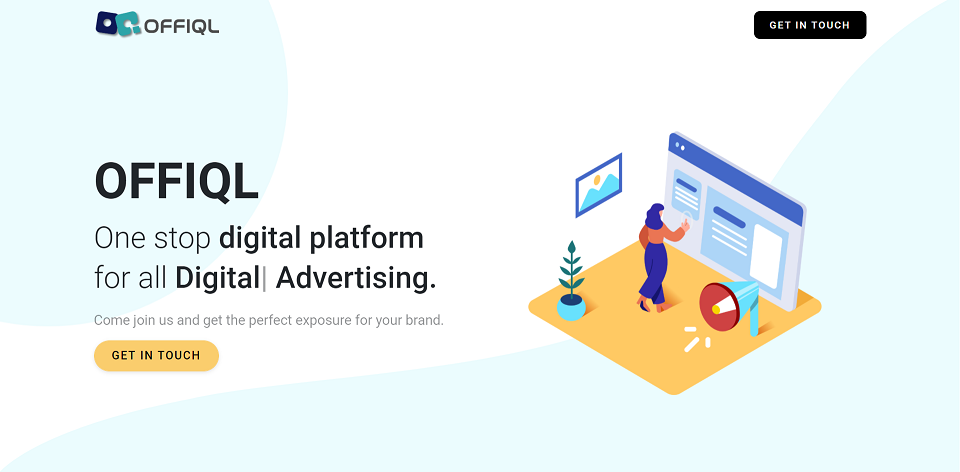 OFFIQL
GET IN TOUCH
OFFIQL
One stop digital platform
for all Digital| Advertising.
Come join us and get the perfect exposure for your brand.
GET IN TOUCH